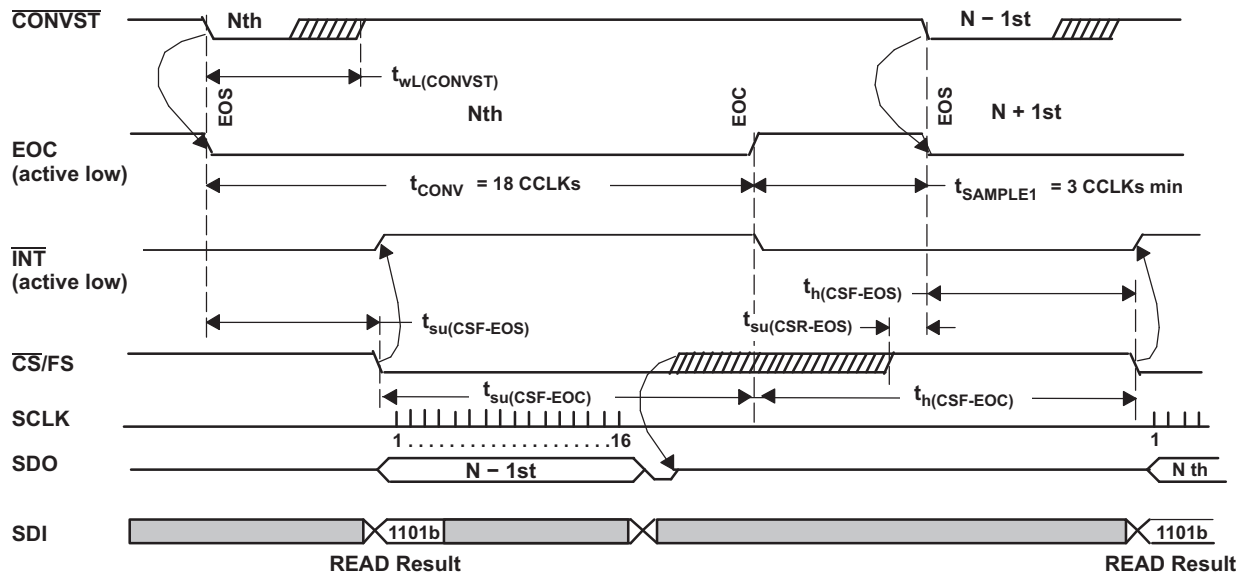 CONVST
Nth
N − 1st
twL(CONVST)
EOS
Nth
EOC
EOS
N + 1st
EOC
(active low)
tCONV = 18 CCLKs
tSAMPLE1 = 3 CCLKs min
INT
(active low)
th(CSF-EOS)
tsu(CSF-EOS)
tsu(CSR-EOS)
CS/FS
tsu(CSF-EOC)
th(CSF-EOC)
SCLK
1 . . . . . . . . . . . . . . . . . . . . 16
1
SDO
N − 1st
N th
SDI
1101b
1101b
READ Result
READ Result